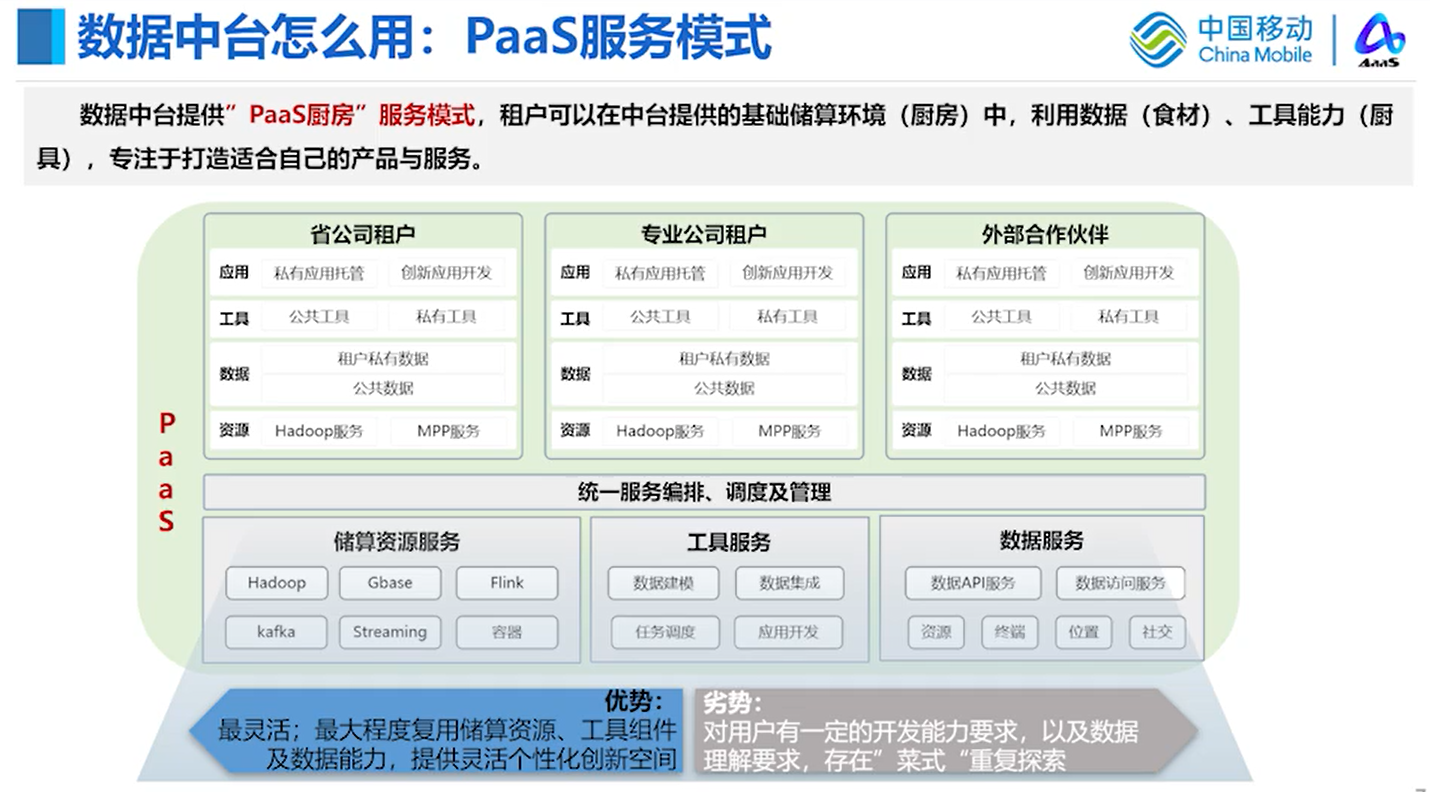 数据中台怎么用：PaaS服务模式
中国移动
China Mobile
AaaS
数据中台提供”PaaS厨房”服务模式，租户可以在中台提供的基础储算环境（厨房）中，利用数据（食材）、工具能力（厨
具），专注于打造适合自己的产品与服务。
PaaS
省公司租户
应用 私有应用托管 创新应用开发
工具 公共工具 私有工具
数据 租户私有数据
公共数据
资源 Hadoop服务 MPP服务
专业公司租户
应用 私有应用托管 创新应用开发
工具 公共工具 私有工具
数据 租户私有数据
公共数据
资源 Hadoop服务 MPP服务
外部合作伙伴
应用 私有应用托管 创新应用开发
工具 公共工具 私有工具
数据 租户私有数据
公共数据
资源 Hadoop服务 MPP服务
统一服务编排、调度及管理
储算资源服务
Hadoop Gbase Flink
kafka Streaming 容器
工具服务
数据建模 数据集成
任务调度 应用开发
数据服务
数据API服务 数据访问服务
资源 终端 位置 社交
优势：
最灵活；最大程度复用储算资源、工具组件
及数据能力，提供灵活个性化创新空间
劣势：
对用户有一定的开发能力要求，以及数据
理解要求，存在”菜式“重复探索